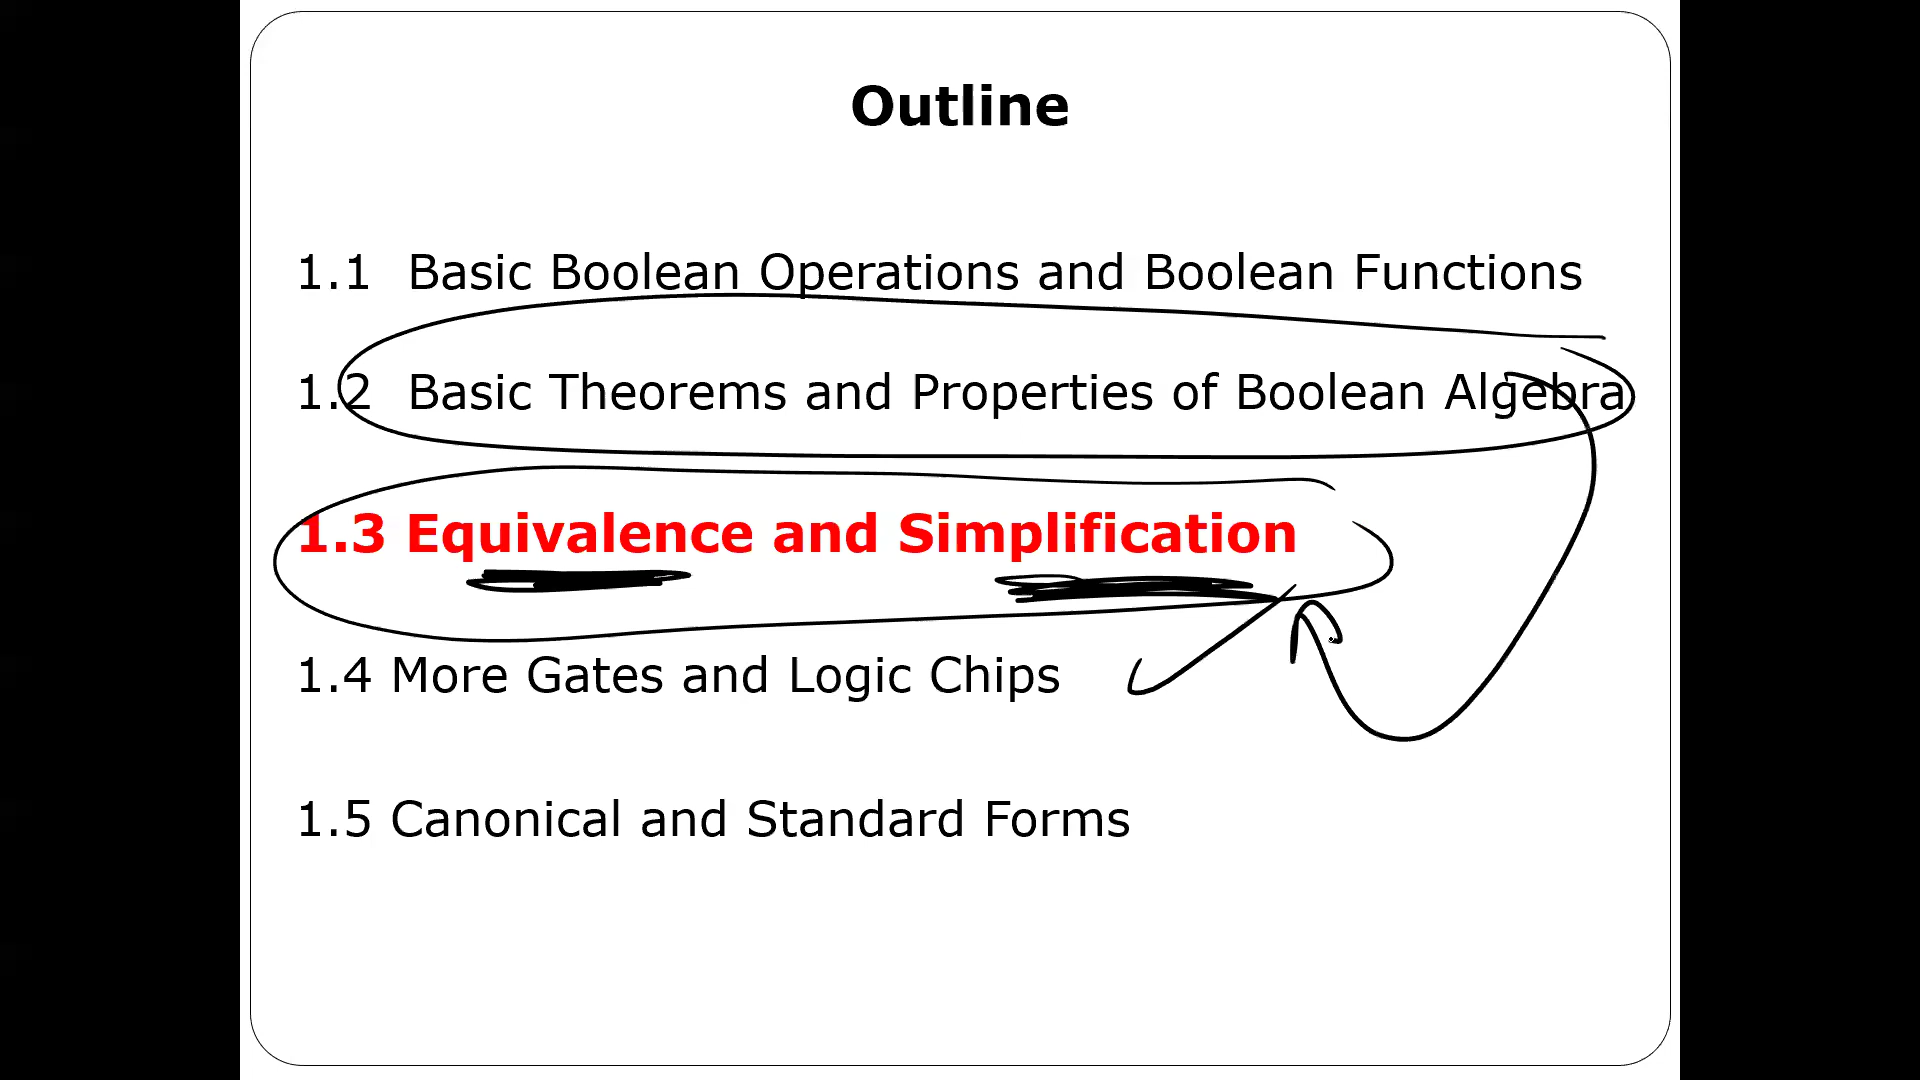 Outline
1.1 Basic Boolean Operations and Boolean Functions
1.2 Basic Theorems and Properties of Boolean Algebra
1.3 Equivalence and Simplification
1.4 More Gates and Logic Chips
1.5 Canonical and Standard Forms